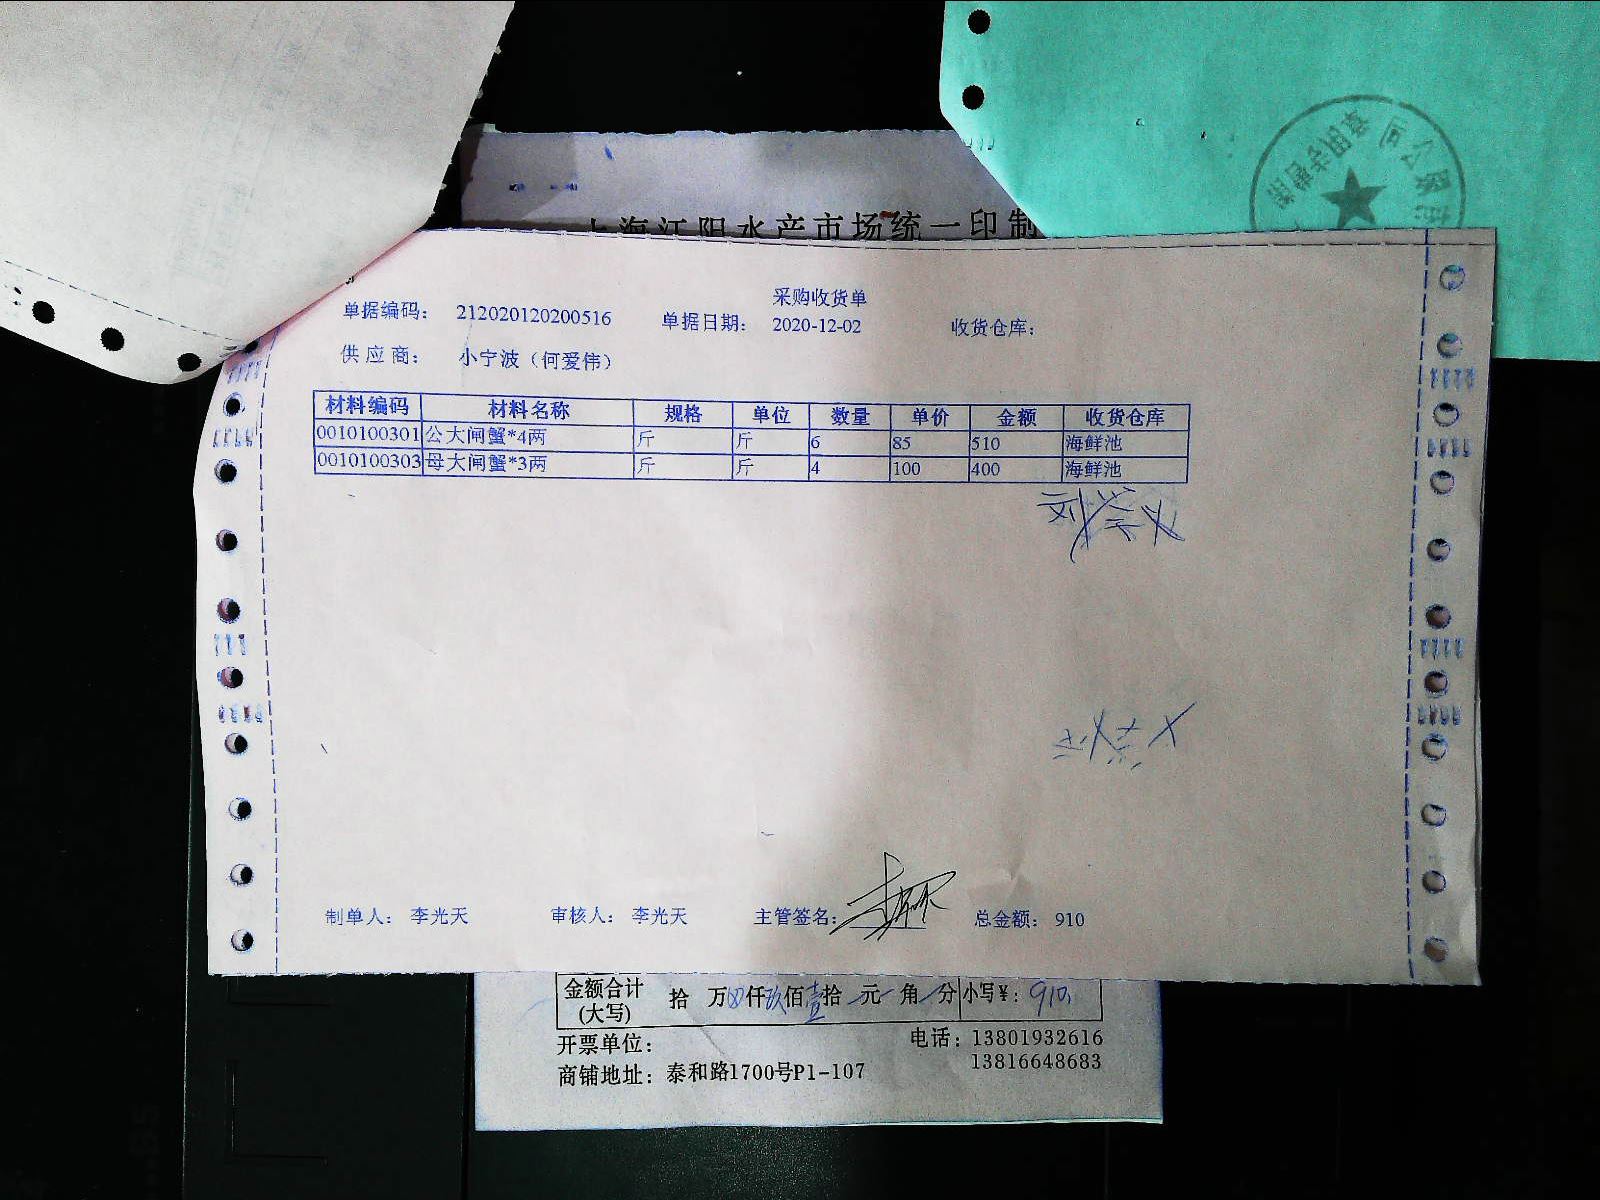 上海江阳水产市场统一印制
采购收货单
单据编码： 212020120200516 单据日期： 2020-12-02 收货仓库：
供 应 商： 小宁波（何爱伟）
材料编码 材料名称 规格 单位 数量 单价 金额 收货仓库
0010100301 公大闸蟹*4两 斤 斤 6 85 510 海鲜池
0010100303 母大闸蟹*3两 斤 斤 4 100 400 海鲜池
制单人： 李光天 审核人： 李光天 主管签名： 总金额： 910
金额合计 拾 万 仟玖佰壹拾 元 角 分 小写¥：910
(大写)
开票单位： 电话：13801932616
13816648683
商铺地址：泰和路1700号P1-107